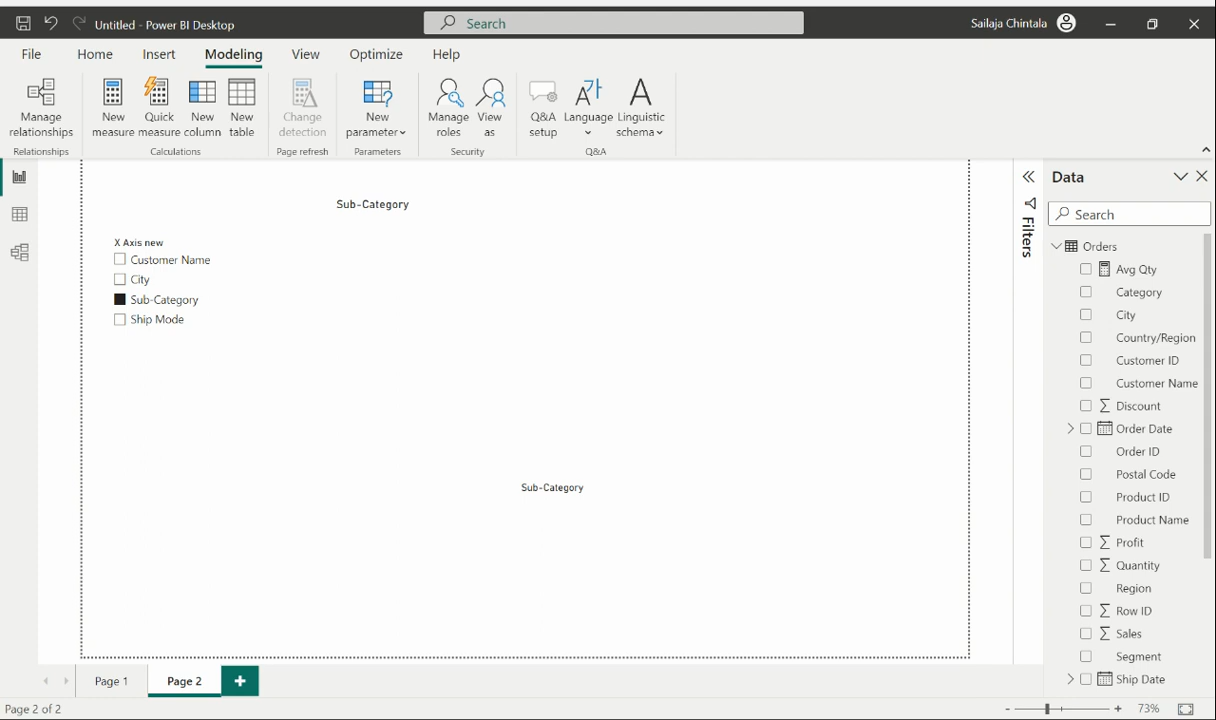 Untitled - Power BI Desktop
Search
Sailaja Chintala
File Home Insert Modeling View Optimize Help
Manage relationships
New measure
Quick measure
New column
New table
Change detection
New parameter
Manage roles
View as
Q&A setup
Language
Linguistic schema
Relationships
Calculations
Page refresh
Parameters
Security
Q&A
Sub-Category
X Axis new
Customer Name
City
Sub-Category
Ship Mode
Sub-Category
Filters
Data
Search
Orders
Avg Qty
Category
City
Country/Region
Customer ID
Customer Name
Discount
Order Date
Order ID
Postal Code
Product ID
Product Name
Profit
Quantity
Region
Row ID
Sales
Segment
Ship Date
Page 1
Page 2
Page 2 of 2
73%